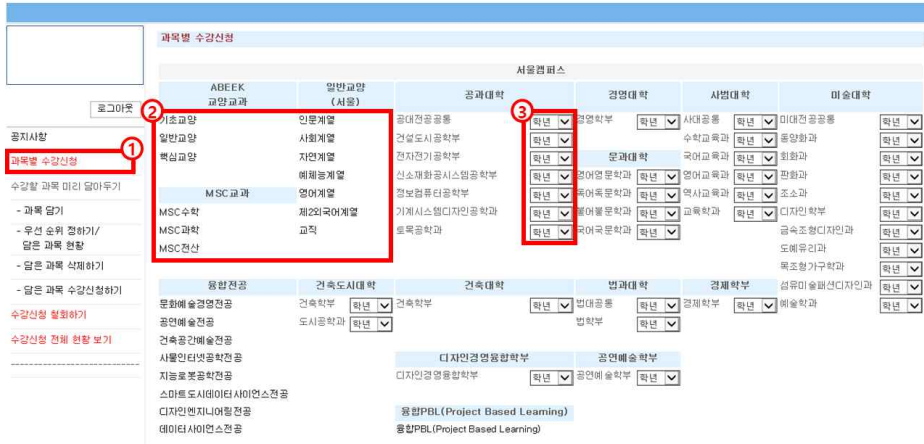 과목별 수강신청
서울캠퍼스
로그아웃
공지사항
① 과목별 수강신청
수강할 과목 미리 담아두기
- 과목 담기
- 우선 순위 정하기/
담은 과목 현황
- 담은 과목 삭제하기
- 담은 과목 수강신청하기
수강신청 철회하기
수강신청 전체 현황 보기
②
ABEEK
교양교과
기초교양
일반교양
핵심교양
MSC교과
MSC수학
MSC과학
MSC전산
일반교양
(서울)
인문계열
사회계열
자연계열
예체능계열
영어계열
제2외국어계열
교직
③
공과대학
공대전공공통 학년
건설도시공학부 학년
전자전기공학부 학년
신소재화공시스템공학부 학년
정보컴퓨터공학부 학년
기계시스템디자인공학과 학년
토목공학과 학년
경영대학
경영학부 학년
문과대학
영어영문학과 학년
독어독문학과 학년
불어불문학과 학년
국어국문학과 학년
사범대학
사대공통 학년
수학교육과 학년
국어교육과 학년
영어교육과 학년
역사교육과 학년
교육학과 학년
미술대학
미대전공공통 학년
동양화과 학년
회화과 학년
판화과 학년
조소과 학년
디자인학부 학년
금속조형디자인과 학년
도예유리과 학년
목조형가구학과 학년
섬유미술패션디자인과 학년
예술학과 학년
융합전공
문화예술경영전공
공연예술전공
건축공간예술전공
사물인터넷공학전공
지능로봇공학전공
스마트도시데이터사이언스전공
디자인엔지니어링전공
데이터사이언스전공
건축도시대학
건축학부 학년
도시공학과 학년
건축대학
건축학부 학년
법과대학
법대공통 학년
법학부 학년
경제학부
경제학부 학년
디자인경영융합학부
디자인경영융합학부 학년
공연예술학부
공연예술학부 학년
융합PBL(Project Based Learning)
융합PBL(Project Based Learning)